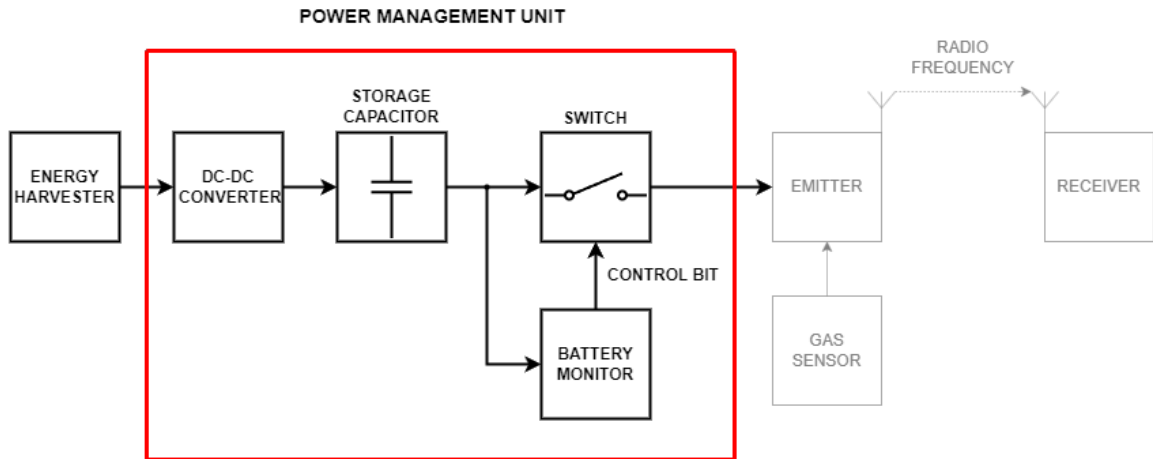 POWER MANAGEMENT UNIT
RADIO
FREQUENCY
STORAGE
CAPACITOR
SWITCH
ENERGY
HARVESTER
DC-DC
CONVERTER
EMITTER
RECEIVER
CONTROL BIT
BATTERY
MONITOR
GAS
SENSOR